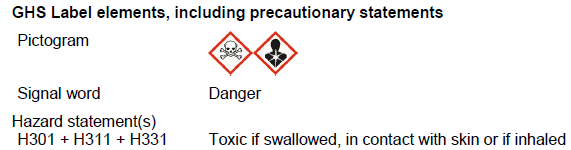 GHS Label elements, including precautionary statements
Pictogram
Signal word Danger
Hazard statement(s)
H301 + H311 + H331 Toxic if swallowed, in contact with skin or if inhaled